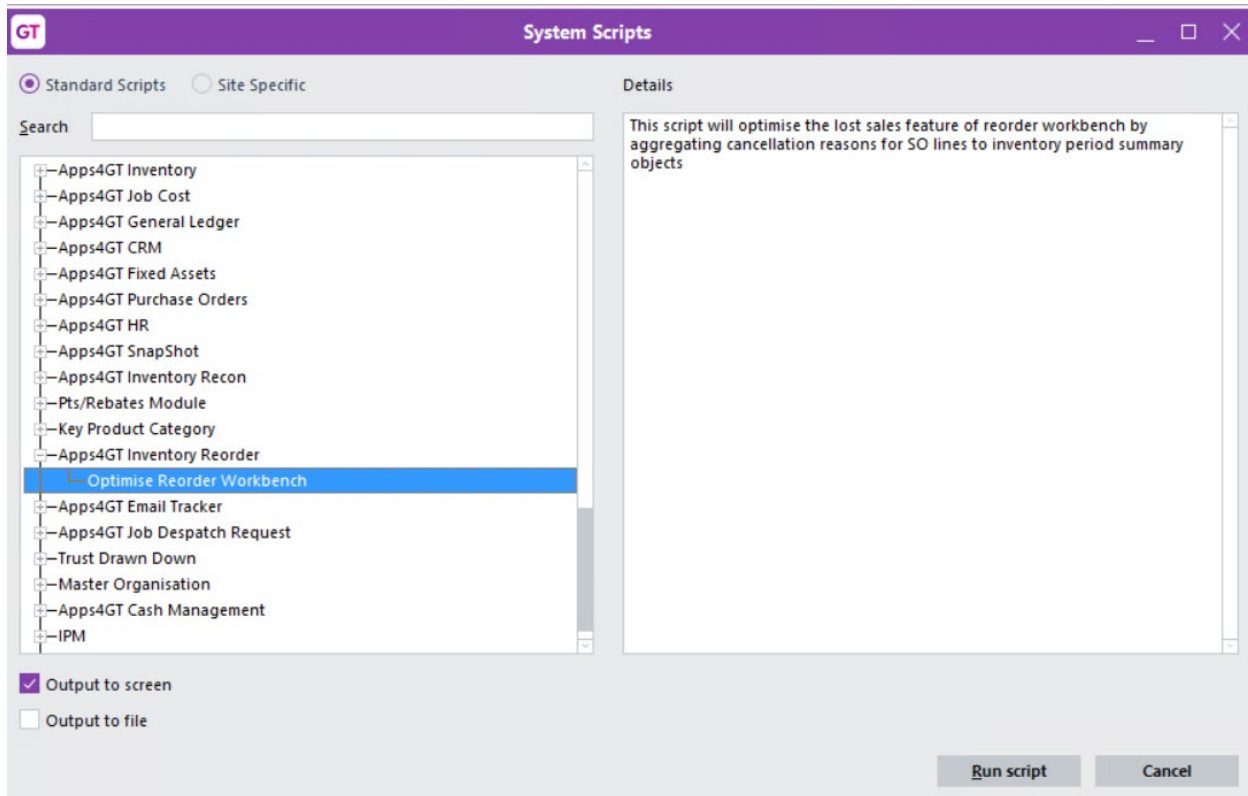 GT
System Scripts
Standard Scripts
Site Specific
Search
Apps4GT Inventory
Apps4GT Job Cost
Apps4GT General Ledger
Apps4GT CRM
Apps4GT Fixed Assets
Apps4GT Purchase Orders
Apps4GT HR
Apps4GT SnapShot
Apps4GT Inventory Recon
Pts/Rebates Module
Key Product Category
Apps4GT Inventory Reorder
Optimise Reorder Workbench
Apps4GT Email Tracker
Apps4GT Job Despatch Request
Trust Drawn Down
Master Organisation
Apps4GT Cash Management
IPM
Output to screen
Output to file
Details
This script will optimise the lost sales feature of reorder workbench by
aggregating cancellation reasons for SO lines to inventory period summary
objects
Run script
Cancel